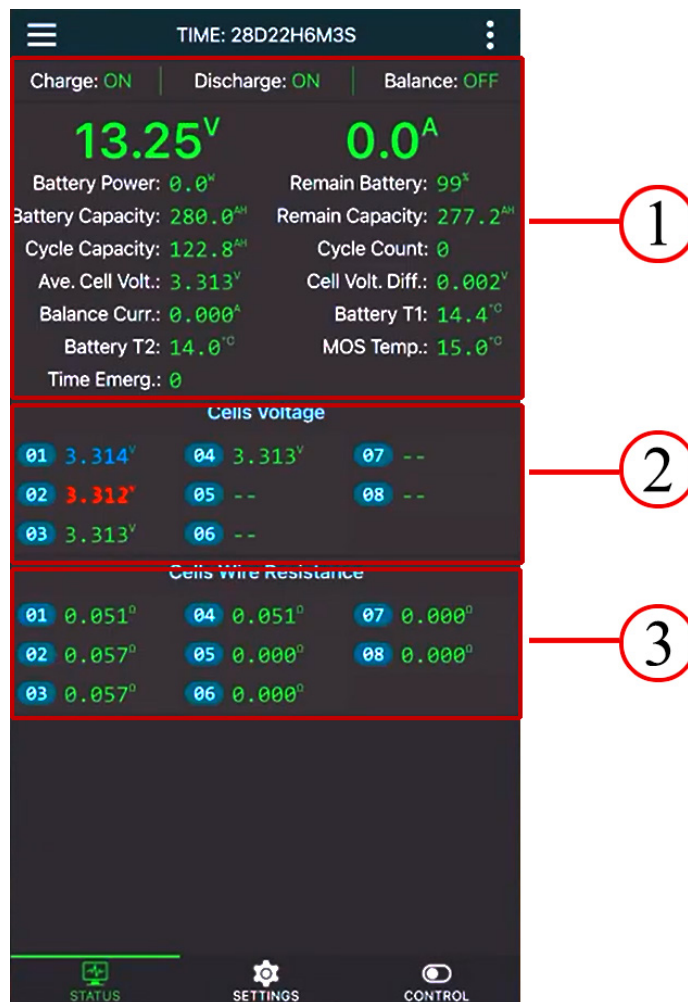 TIME: 28D22H6M3S
Charge: ON Discharge: ON Balance: OFF
13.25V 0.0A
Battery Power: 0.0W Remain Battery: 99%
Battery Capacity: 280.0AH Remain Capacity: 277.2AH
Cycle Capacity: 122.8AH Cycle Count: 0
Ave. Cell Volt.: 3.313V Cell Volt. Diff.: 0.002V
Balance Curr.: 0.000A Battery T1: 14.4°C
Battery T2: 14.0°C MOS Temp.: 15.0°C
Time Emerg.: 0
1
Cells Voltage
01 3.314V 04 3.313V 07 --
02 3.312V 05 -- 08 --
03 3.313V 06 --
2
Cells Wire Resistance
01 0.051Ω 04 0.051Ω 07 0.000Ω
02 0.057Ω 05 0.000Ω 08 0.000Ω
03 0.057Ω 06 0.000Ω
3
STATUS SETTINGS CONTROL